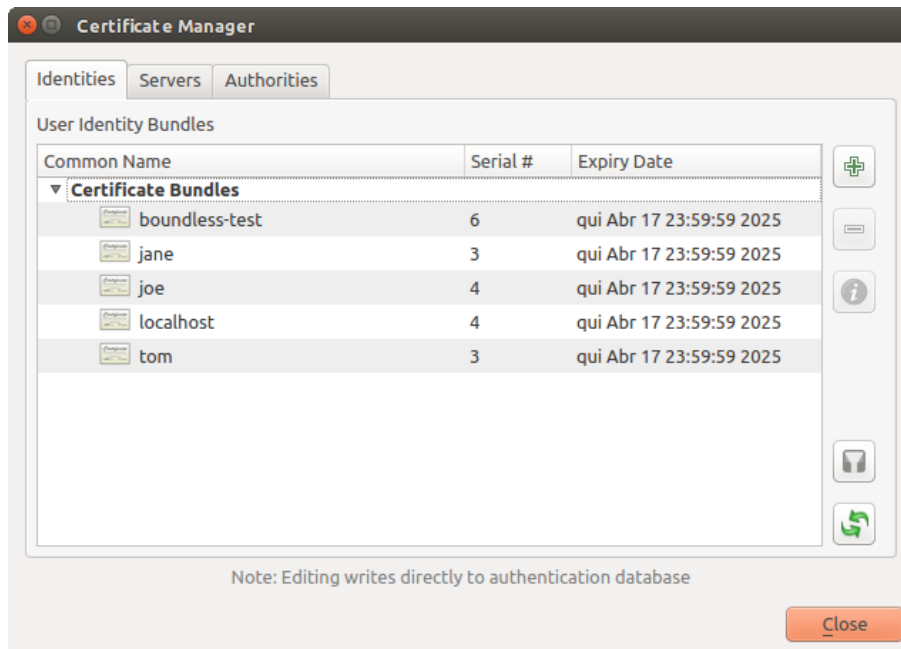 Certificate Manager
Identities Servers Authorities
User Identity Bundles
Common Name Serial # Expiry Date
Certificate Bundles
boundless-test 6 qui Abr 17 23:59:59 2025
jane 3 qui Abr 17 23:59:59 2025
joe 4 qui Abr 17 23:59:59 2025
localhost 4 qui Abr 17 23:59:59 2025
tom 3 qui Abr 17 23:59:59 2025
Note: Editing writes directly to authentication database
Close